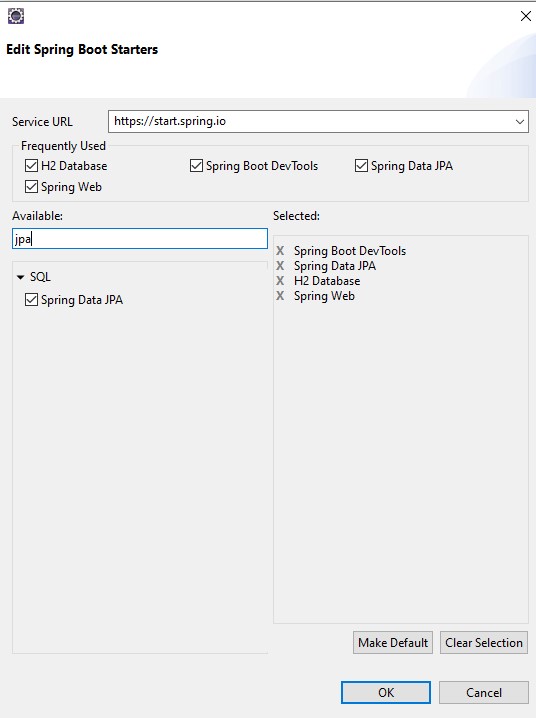 Edit Spring Boot Starters
Service URL https://start.spring.io
Frequently Used
H2 Database Spring Boot DevTools Spring Data JPA
Spring Web
Available:
jpa
SQL
Spring Data JPA
Selected:
X Spring Boot DevTools
X Spring Data JPA
X H2 Database
X Spring Web
Make Default Clear Selection
OK Cancel